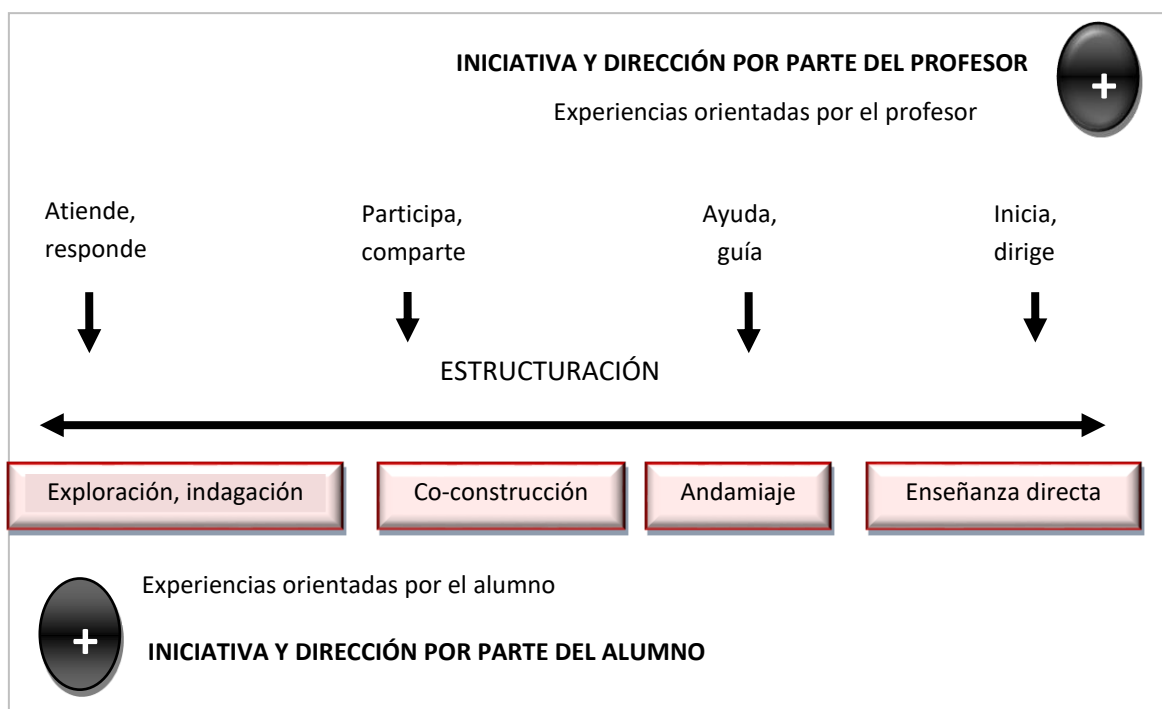 INICIATIVA Y DIRECCIÓN POR PARTE DEL PROFESOR
+
Experiencias orientadas por el profesor
Atiende,
responde
Participa,
comparte
Ayuda,
guía
Inicia,
dirige
ESTRUCTURACIÓN
Exploración, indagación
Co-construcción
Andamiaje
Enseñanza directa
Experiencias orientadas por el alumno
+
INICIATIVA Y DIRECCIÓN POR PARTE DEL ALUMNO